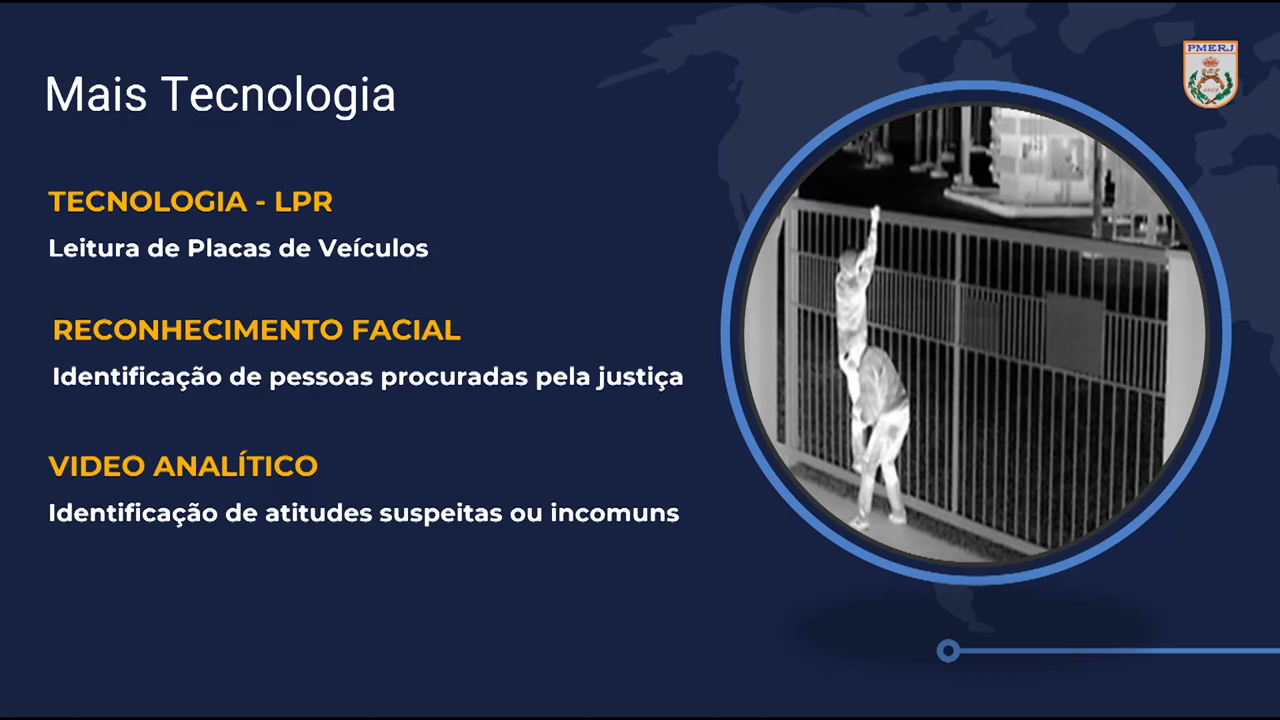 Mais Tecnologia
PMERJ
TECNOLOGIA - LPR
Leitura de Placas de Veículos
RECONHECIMENTO FACIAL
Identificação de pessoas procuradas pela justiça
VIDEO ANALÍTICO
Identificação de atitudes suspeitas ou incomuns